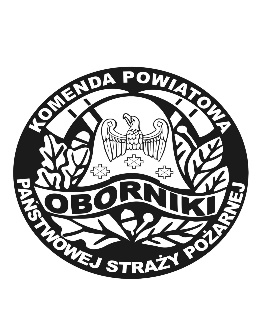 KOMENDA POWIATOWA
OBORNIKI
PAŃSTWOWEJ STRAŻY POŻARNEJ